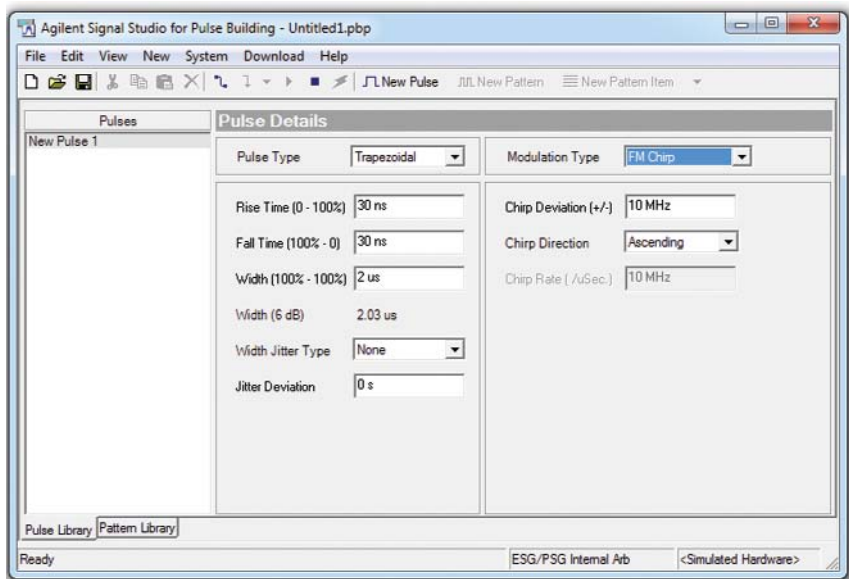 Agilent Signal Studio for Pulse Building - Untitled1.pbp
File Edit View New System Download Help
New Pulse New Pattern New Pattern Item
Pulses
New Pulse 1
Pulse Details
Pulse Type Trapezoidal
Modulation Type FM Chirp
Rise Time (0 - 100%) 30 ns
Fall Time (100% - 0) 30 ns
Width (100% - 100%) 2 us
Width (6 dB) 2.03 us
Width Jitter Type None
Jitter Deviation 0 s
Chirp Deviation (+/-) 10 MHz
Chirp Direction Ascending
Chirp Rate ( /uSec.) 10 MHz
Pulse Library Pattern Library
Ready ESG/PSG Internal Arb <Simulated Hardware>